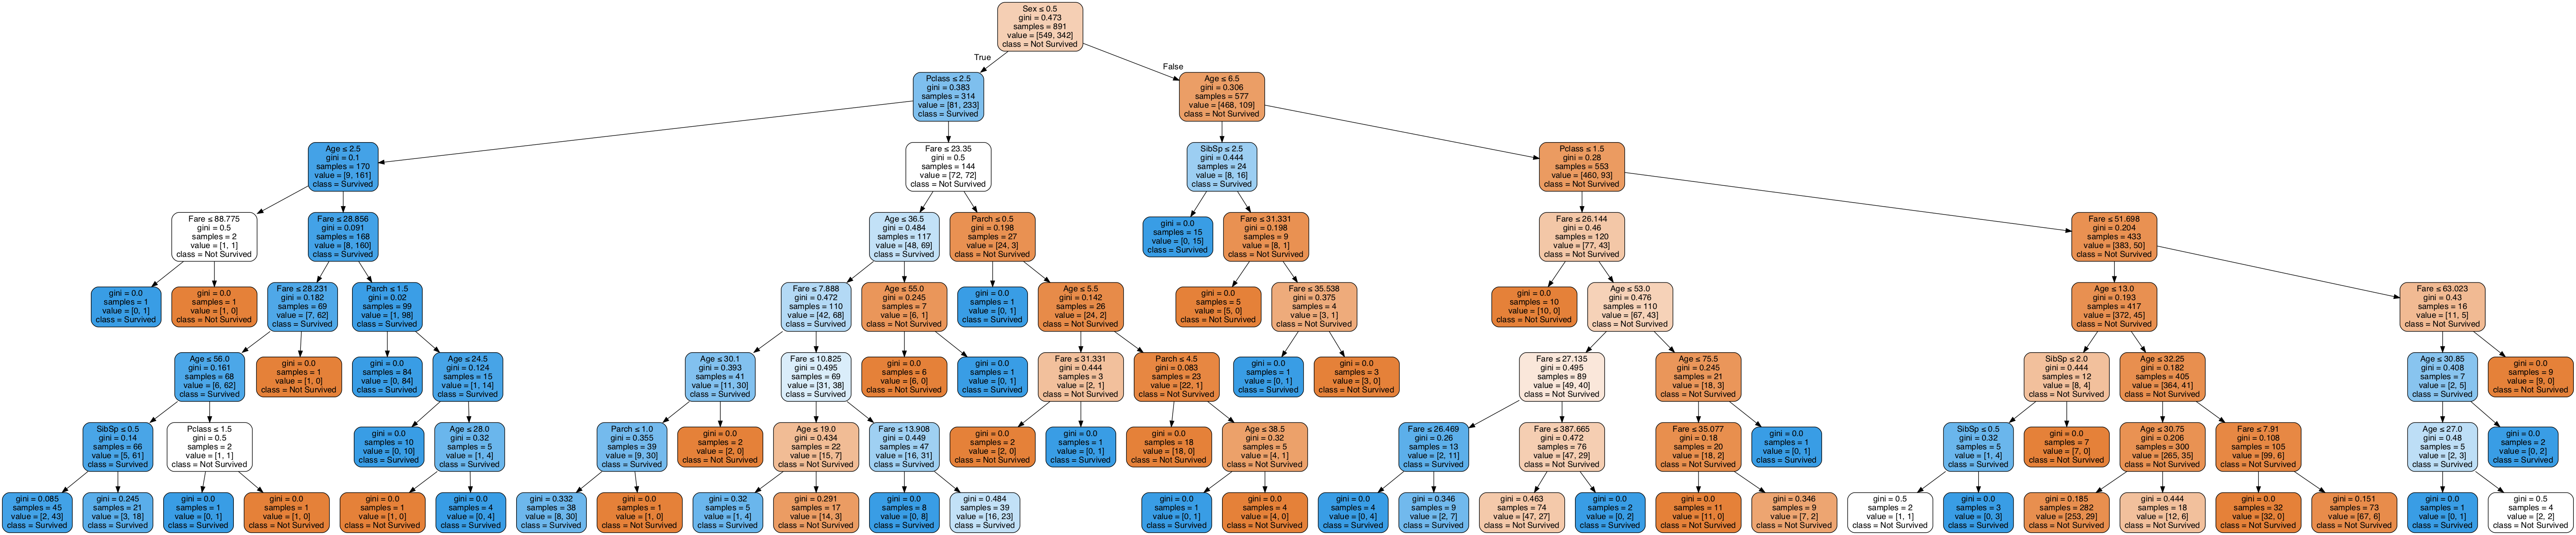 Sex ≤ 0.5
gini = 0.473
samples = 891
value = [549, 342]
class = Not Survived
True
False
Pclass ≤ 2.5
gini = 0.383
samples = 314
value = [81, 233]
class = Survived
Age ≤ 6.5
gini = 0.306
samples = 577
value = [468, 109]
class = Not Survived
Age ≤ 2.5
gini = 0.1
samples = 170
value = [9, 161]
class = Survived
Fare ≤ 23.35
gini = 0.5
samples = 144
value = [72, 72]
class = Not Survived
SibSp ≤ 2.5
gini = 0.444
samples = 24
value = [8, 16]
class = Survived
Pclass ≤ 1.5
gini = 0.28
samples = 553
value = [460, 93]
class = Not Survived
Fare ≤ 88.775
gini = 0.5
samples = 2
value = [1, 1]
class = Not Survived
Fare ≤ 28.856
gini = 0.091
samples = 168
value = [8, 160]
class = Survived
Age ≤ 36.5
gini = 0.484
samples = 117
value = [48, 69]
class = Survived
Parch ≤ 0.5
gini = 0.198
samples = 27
value = [24, 3]
class = Not Survived
gini = 0.0
samples = 15
value = [0, 15]
class = Survived
Fare ≤ 31.331
gini = 0.198
samples = 9
value = [8, 1]
class = Not Survived
Fare ≤ 26.144
gini = 0.46
samples = 120
value = [77, 43]
class = Not Survived
Fare ≤ 51.698
gini = 0.204
samples = 433
value = [383, 50]
class = Not Survived
gini = 0.0
samples = 1
value = [0, 1]
class = Survived
gini = 0.0
samples = 1
value = [1, 0]
class = Not Survived
Fare ≤ 28.231
gini = 0.182
samples = 69
value = [7, 62]
class = Survived
Parch ≤ 1.5
gini = 0.02
samples = 99
value = [1, 98]
class = Survived
Fare ≤ 7.888
gini = 0.472
samples = 110
value = [42, 68]
class = Survived
Age ≤ 55.0
gini = 0.245
samples = 7
value = [6, 1]
class = Not Survived
gini = 0.0
samples = 1
value = [0, 1]
class = Survived
Age ≤ 5.5
gini = 0.142
samples = 26
value = [24, 2]
class = Not Survived
gini = 0.0
samples = 5
value = [5, 0]
class = Not Survived
Fare ≤ 35.538
gini = 0.375
samples = 4
value = [3, 1]
class = Not Survived
gini = 0.0
samples = 10
value = [10, 0]
class = Not Survived
Age ≤ 53.0
gini = 0.476
samples = 110
value = [67, 43]
class = Not Survived
Age ≤ 13.0
gini = 0.193
samples = 417
value = [372, 45]
class = Not Survived
Fare ≤ 63.023
gini = 0.43
samples = 16
value = [11, 5]
class = Not Survived
Age ≤ 56.0
gini = 0.161
samples = 68
value = [6, 62]
class = Survived
gini = 0.0
samples = 1
value = [1, 0]
class = Not Survived
gini = 0.0
samples = 84
value = [0, 84]
class = Survived
Age ≤ 24.5
gini = 0.124
samples = 15
value = [1, 14]
class = Survived
Age ≤ 30.1
gini = 0.393
samples = 41
value = [11, 30]
class = Survived
Fare ≤ 10.825
gini = 0.495
samples = 69
value = [31, 38]
class = Survived
gini = 0.0
samples = 6
value = [6, 0]
class = Not Survived
gini = 0.0
samples = 1
value = [0, 1]
class = Survived
Fare ≤ 31.331
gini = 0.444
samples = 3
value = [2, 1]
class = Not Survived
Parch ≤ 4.5
gini = 0.083
samples = 23
value = [22, 1]
class = Not Survived
gini = 0.0
samples = 1
value = [0, 1]
class = Survived
gini = 0.0
samples = 3
value = [3, 0]
class = Not Survived
Fare ≤ 27.135
gini = 0.495
samples = 89
value = [49, 40]
class = Not Survived
Age ≤ 75.5
gini = 0.245
samples = 21
value = [18, 3]
class = Not Survived
SibSp ≤ 2.0
gini = 0.444
samples = 12
value = [8, 4]
class = Not Survived
Age ≤ 32.25
gini = 0.182
samples = 405
value = [364, 41]
class = Not Survived
Age ≤ 30.85
gini = 0.408
samples = 7
value = [2, 5]
class = Survived
gini = 0.0
samples = 9
value = [9, 0]
class = Not Survived
SibSp ≤ 0.5
gini = 0.14
samples = 66
value = [5, 61]
class = Survived
Pclass ≤ 1.5
gini = 0.5
samples = 2
value = [1, 1]
class = Not Survived
gini = 0.0
samples = 10
value = [0, 10]
class = Survived
Age ≤ 28.0
gini = 0.32
samples = 5
value = [1, 4]
class = Survived
Parch ≤ 1.0
gini = 0.355
samples = 39
value = [9, 30]
class = Survived
gini = 0.0
samples = 2
value = [2, 0]
class = Not Survived
Age ≤ 19.0
gini = 0.434
samples = 22
value = [15, 7]
class = Not Survived
Fare ≤ 13.908
gini = 0.449
samples = 47
value = [16, 31]
class = Survived
gini = 0.0
samples = 2
value = [2, 0]
class = Not Survived
gini = 0.0
samples = 1
value = [0, 1]
class = Survived
gini = 0.0
samples = 18
value = [18, 0]
class = Not Survived
Age ≤ 38.5
gini = 0.32
samples = 5
value = [4, 1]
class = Not Survived
Fare ≤ 26.469
gini = 0.26
samples = 13
value = [2, 11]
class = Survived
Fare ≤ 387.665
gini = 0.472
samples = 76
value = [47, 29]
class = Not Survived
Fare ≤ 35.077
gini = 0.18
samples = 20
value = [18, 2]
class = Not Survived
gini = 0.0
samples = 1
value = [0, 1]
class = Survived
SibSp ≤ 0.5
gini = 0.32
samples = 5
value = [1, 4]
class = Survived
gini = 0.0
samples = 7
value = [7, 0]
class = Not Survived
Age ≤ 30.75
gini = 0.206
samples = 300
value = [265, 35]
class = Not Survived
Fare ≤ 7.91
gini = 0.108
samples = 105
value = [99, 6]
class = Not Survived
Age ≤ 27.0
gini = 0.48
samples = 5
value = [2, 3]
class = Survived
gini = 0.0
samples = 2
value = [0, 2]
class = Survived
gini = 0.085
samples = 45
value = [2, 43]
class = Survived
gini = 0.245
samples = 21
value = [3, 18]
class = Survived
gini = 0.0
samples = 1
value = [0, 1]
class = Survived
gini = 0.0
samples = 1
value = [1, 0]
class = Not Survived
gini = 0.0
samples = 1
value = [1, 0]
class = Not Survived
gini = 0.0
samples = 4
value = [0, 4]
class = Survived
gini = 0.332
samples = 38
value = [8, 30]
class = Survived
gini = 0.0
samples = 1
value = [1, 0]
class = Not Survived
gini = 0.32
samples = 5
value = [1, 4]
class = Survived
gini = 0.291
samples = 17
value = [14, 3]
class = Not Survived
gini = 0.0
samples = 8
value = [0, 8]
class = Survived
gini = 0.484
samples = 39
value = [16, 23]
class = Survived
gini = 0.0
samples = 1
value = [0, 1]
class = Survived
gini = 0.0
samples = 4
value = [4, 0]
class = Not Survived
gini = 0.0
samples = 4
value = [0, 4]
class = Survived
gini = 0.346
samples = 9
value = [2, 7]
class = Survived
gini = 0.463
samples = 74
value = [47, 27]
class = Not Survived
gini = 0.0
samples = 2
value = [0, 2]
class = Survived
gini = 0.0
samples = 11
value = [11, 0]
class = Not Survived
gini = 0.346
samples = 9
value = [7, 2]
class = Not Survived
gini = 0.5
samples = 2
value = [1, 1]
class = Not Survived
gini = 0.0
samples = 3
value = [0, 3]
class = Survived
gini = 0.185
samples = 282
value = [253, 29]
class = Not Survived
gini = 0.444
samples = 18
value = [12, 6]
class = Not Survived
gini = 0.0
samples = 32
value = [32, 0]
class = Not Survived
gini = 0.151
samples = 73
value = [67, 6]
class = Not Survived
gini = 0.0
samples = 1
value = [0, 1]
class = Survived
gini = 0.5
samples = 4
value = [2, 2]
class = Not Survived